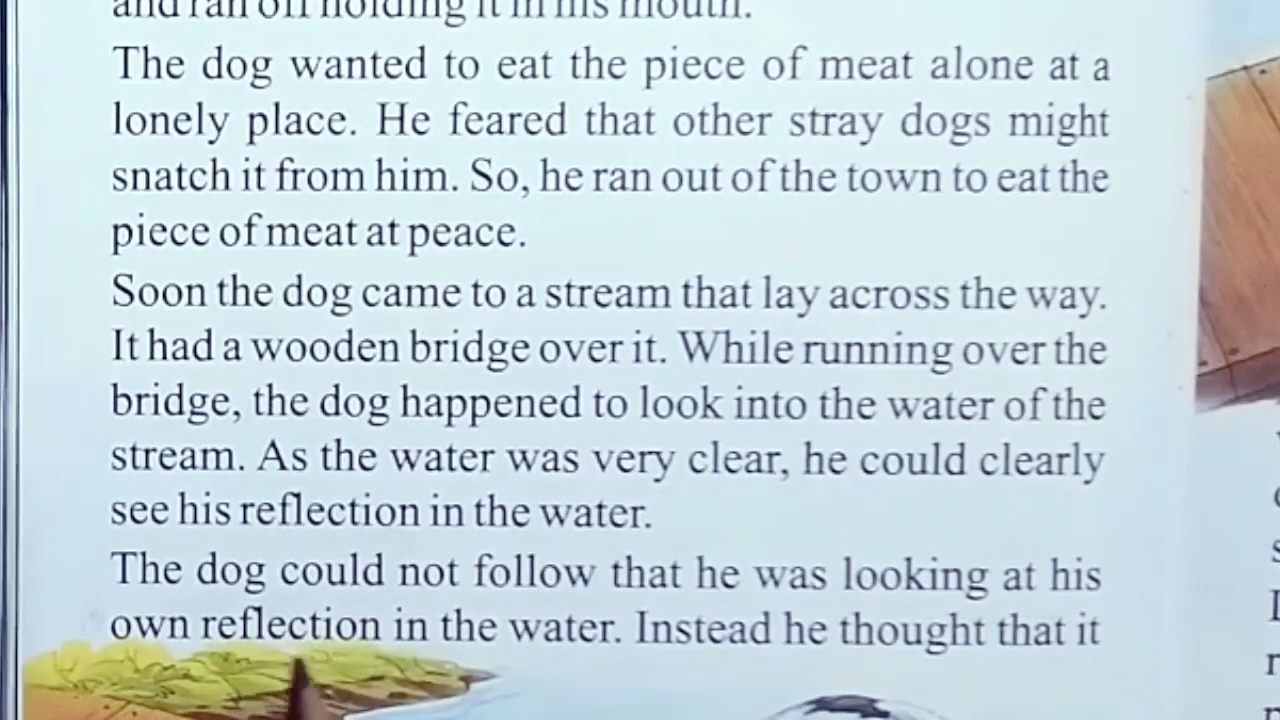 and ran off holding it in his mouth.
The dog wanted to eat the piece of meat alone at a
lonely place. He feared that other stray dogs might
snatch it from him. So, he ran out of the town to eat the
piece of meat at peace.
Soon the dog came to a stream that lay across the way.
It had a wooden bridge over it. While running over the
bridge, the dog happened to look into the water of the
stream. As the water was very clear, he could clearly
see his reflection in the water.
The dog could not follow that he was looking at his
own reflection in the water. Instead he thought that it